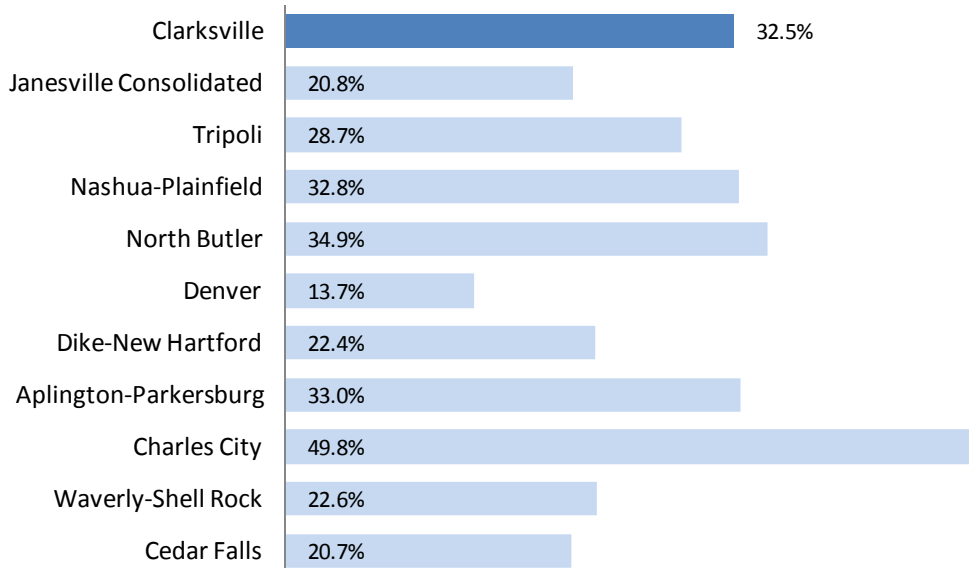 Clarksville 32.5%
Janesville Consolidated 20.8%
Tripoli 28.7%
Nashua-Plainfield 32.8%
North Butler 34.9%
Denver 13.7%
Dike-New Hartford 22.4%
Aplington-Parkersburg 33.0%
Charles City 49.8%
Waverly-Shell Rock 22.6%
Cedar Falls 20.7%